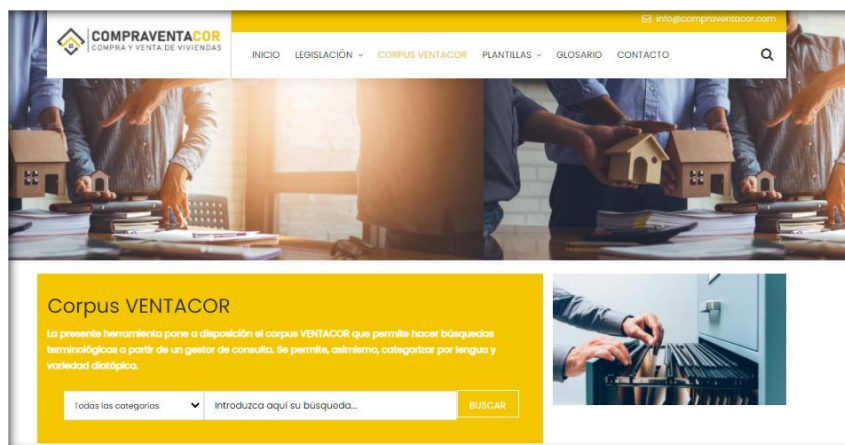 info@compraventacor.com
COMPRAVENTACOR
COMPRA Y VENTA DE VIVIENDAS
INICIO LEGISLACIÓN CORPUS VENTACOR PLANTILLAS GLOSARIO CONTACTO
Corpus VENTACOR
La presente herramienta pone a disposición el corpus VENTACOR que permite hacer búsquedas
terminológicas a partir de un gestor de consulta. Se permite, asimismo, categorizar por lengua y
variedad diatópica.
Todas las categorías Introduzca aquí su búsqueda... BUSCAR